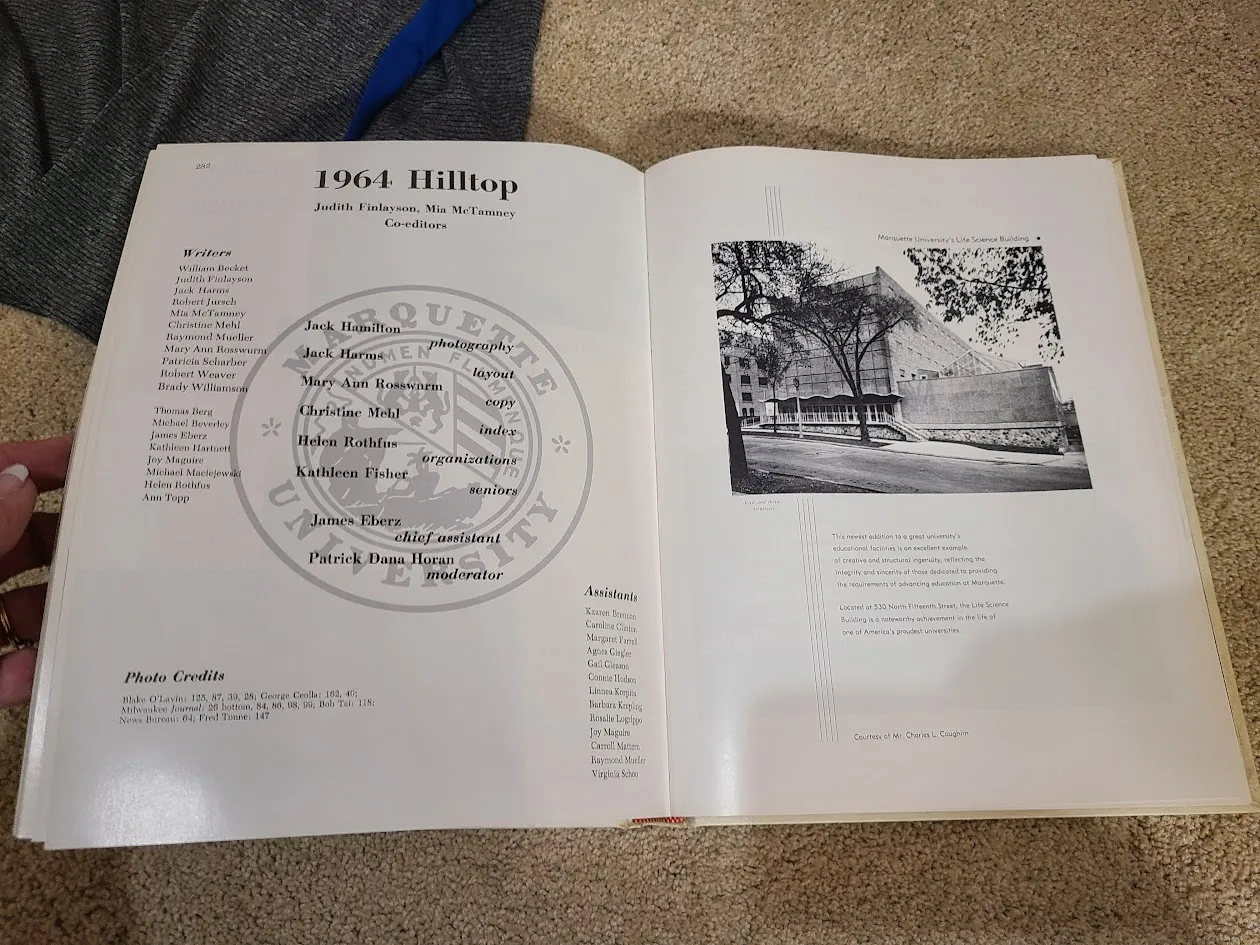 282
1964 Hilltop
Judith Finlayson, Mia McTamney
Co-editors
Writers
William Becket
Judith Finlayson
Jack Harms
Robert Jursch
Mia McTamney
Christine Mehl
Raymond Mueller
Mary Ann Rosswurm
Patricia Scharber
Robert Weaver
Brady Williamson
Thomas Berg
Michael Beverley
James Eberz
Kathleen Hartnett
Joy Maguire
Michael Maciejewski
Helen Rothfus
Ann Topp
MARQUETTE
UNIVERSITY
Jack Hamilton
photography
Jack Harms
layout
Mary Ann Rosswurm
copy
Christine Mehl
index
Helen Rothfus
organizations
Kathleen Fisher
seniors
James Eberz
chief assistant
Patrick Dana Horan
moderator
Assistants
Kaaren Brennan
Caroline
Margaret Farrell
Agnes Giegler
Gail Gleason
Connie Hodson
Linnea Korpita
Barbara Krepling
Rosalie Logrippo
Joy Maguire
Carroll Mattern
Raymond Mueller
Virginia Schoo
Photo Credits
Blake O'Lavin: 125, 87, 39, 28; George Ceolla: 162, 40;
Milwaukee Journal: 26 bottom, 84, 86, 98, 99; Bob Tai: 118;
News Bureau: 64; Fred Tonne: 147
Marquette University's Life Science Building
This newest addition to a great university's
educational facilities is an excellent example
of creative and structural ingenuity, reflecting the
integrity and sincerity of those dedicated to providing
the requirements of advancing education at Marquette.
Located at 530 North Fifteenth Street, the Life Science
Building is a noteworthy achievement in the life of
one of America's proudest universities.
Courtesy of Mr. Charles L. Coughlin